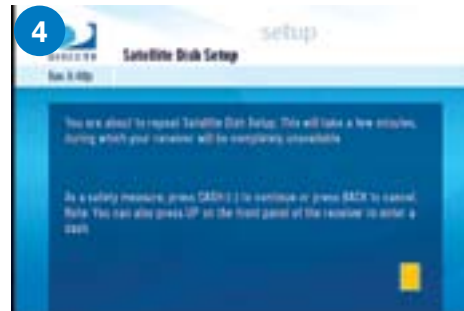 4
setup
Satellite Disk Setup
You are about to repeat Satellite Dish Setup. This will take a few minutes,
during which your receiver will be completely unavailable.
As a safety measure, press DASH (-) to continue or press BACK to cancel.
Note: You can also press UP on the front panel of the receiver to enter a
dash.